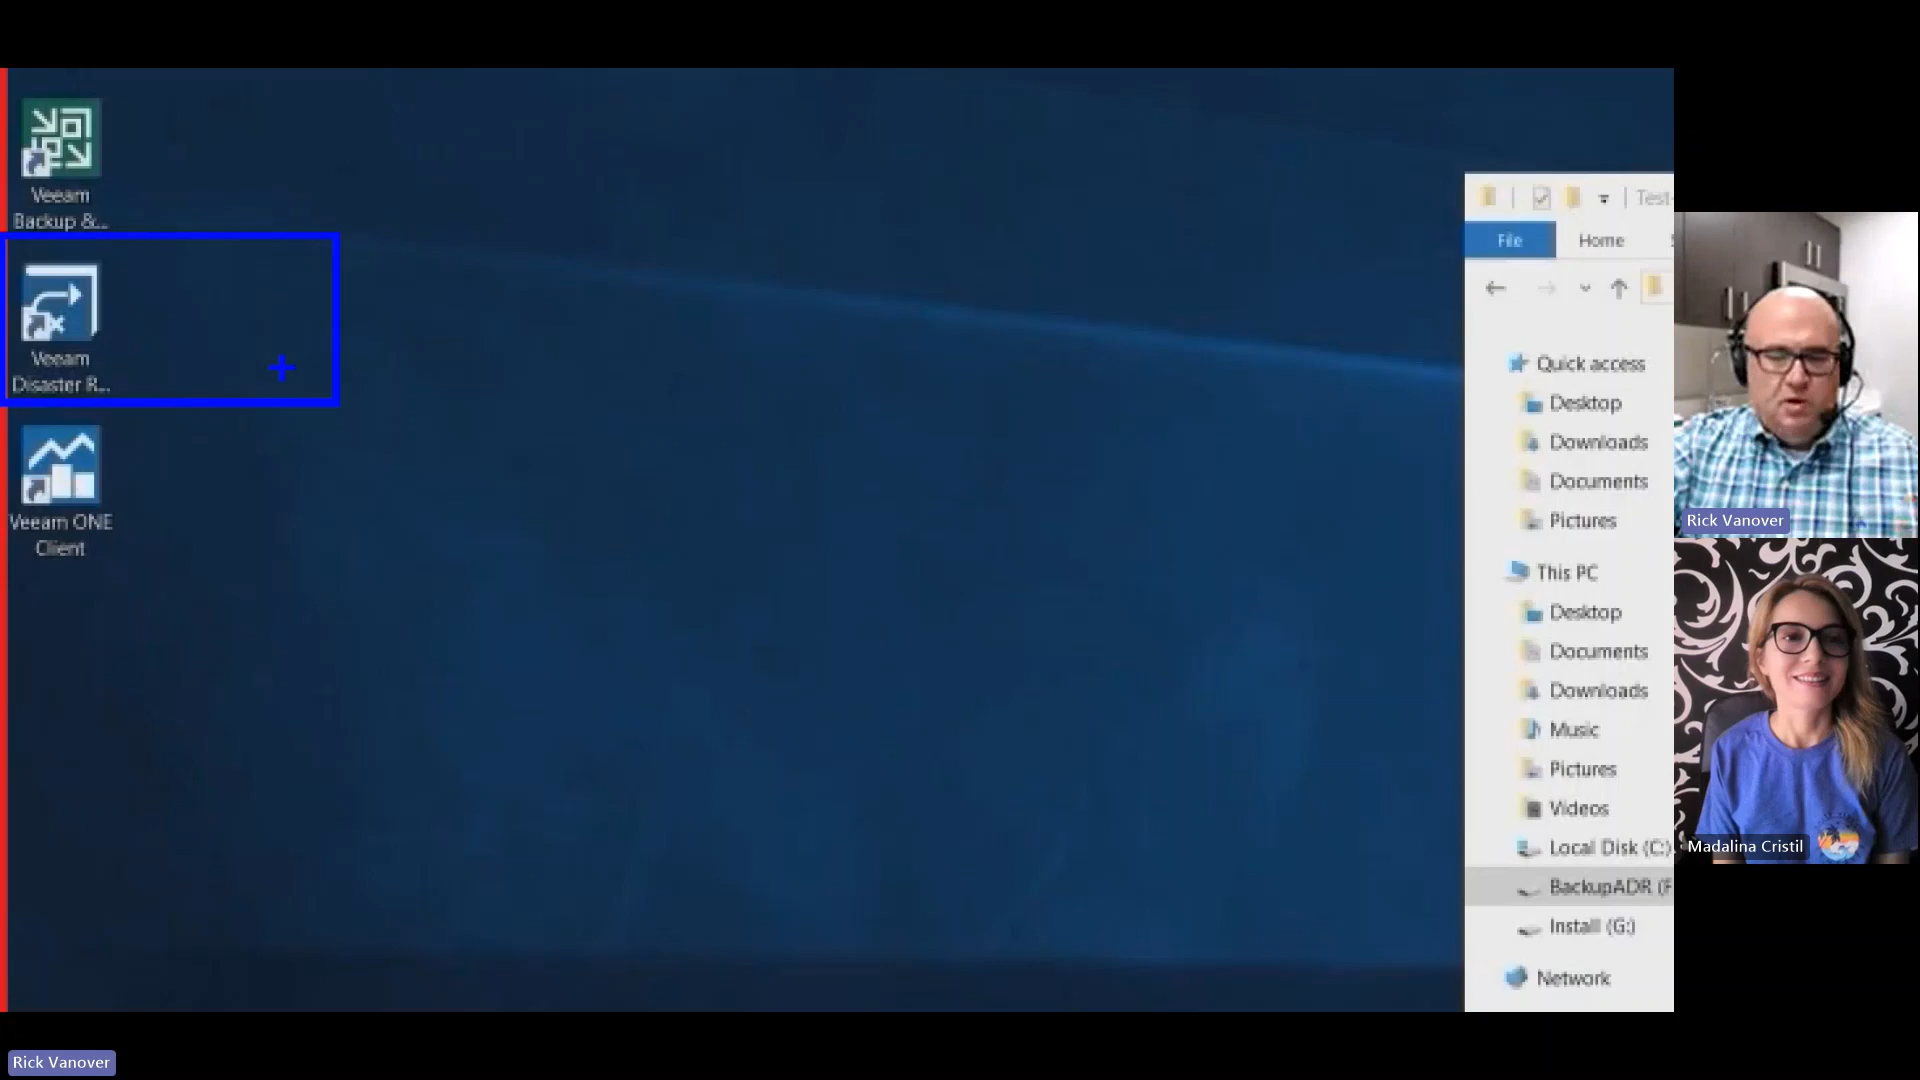 Veeam
Backup &...
Veeam
Disaster R...
Veeam ONE
Client
Test-
File
Home
Quick access
Desktop
Downloads
Documents
Pictures
This PC
Desktop
Documents
Downloads
Music
Pictures
Videos
Local Disk (C:)
BackupADR (F
Install (G:)
Network
Rick Vanover
Madalina Cristil
Rick Vanover